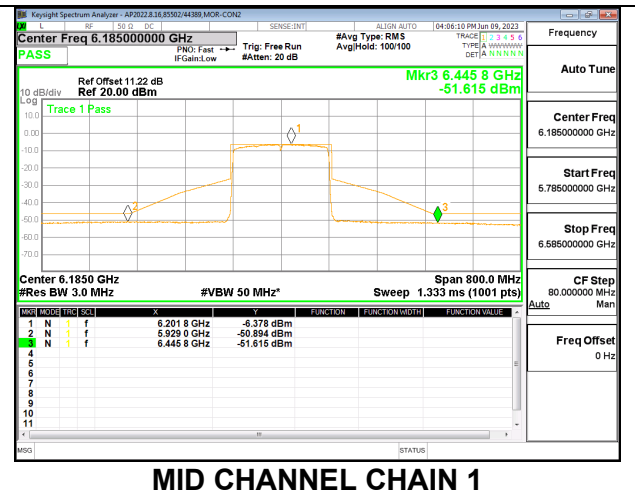 Keysight Spectrum Analyzer - AP2022.8.16,85502/44389,MOR-CON2
L RF 50 Ω DC SENSE:INT ALIGN AUTO 04:06:10 PM Jun 09, 2023
Center Freq 6.185000000 GHz #Avg Type: RMS TRACE 1 2 3 4 5 6
PNO: Fast Trig: Free Run Avg|Hold: 100/100 TYPE A WWWWW
PASS IFGain:Low #Atten: 20 dB DET A N N N N N
Frequency
Auto Tune
Center Freq
6.185000000 GHz
Start Freq
5.785000000 GHz
Stop Freq
6.585000000 GHz
CF Step
80.000000 MHz
Auto Man
Freq Offset
0 Hz
Mkr3 6.445 8 GHz
-51.615 dBm
Ref Offset 11.22 dB
10 dB/div Ref 20.00 dBm
Log
Trace 1 Pass
10.0
0.00
-10.0
-20.0
-30.0
-40.0
-50.0
-60.0
-70.0
1
2
3
Center 6.1850 GHz Span 800.0 MHz
#Res BW 3.0 MHz #VBW 50 MHz* Sweep 1.333 ms (1001 pts)
MKR MODE TRC SCL X Y FUNCTION FUNCTION WIDTH FUNCTION VALUE
1 N 1 f 6.201 8 GHz -6.378 dBm
2 N 1 f 5.929 0 GHz -50.894 dBm
3 N 1 f 6.445 8 GHz -51.615 dBm
4
5
6
7
8
9
10
11
MSG STATUS
MID CHANNEL CHAIN 1